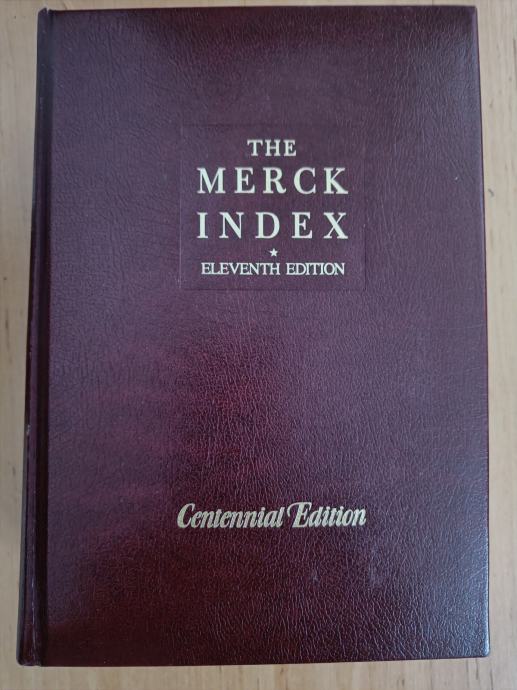 THE
MERCK
INDEX
★
ELEVENTH EDITION
Centennial Edition